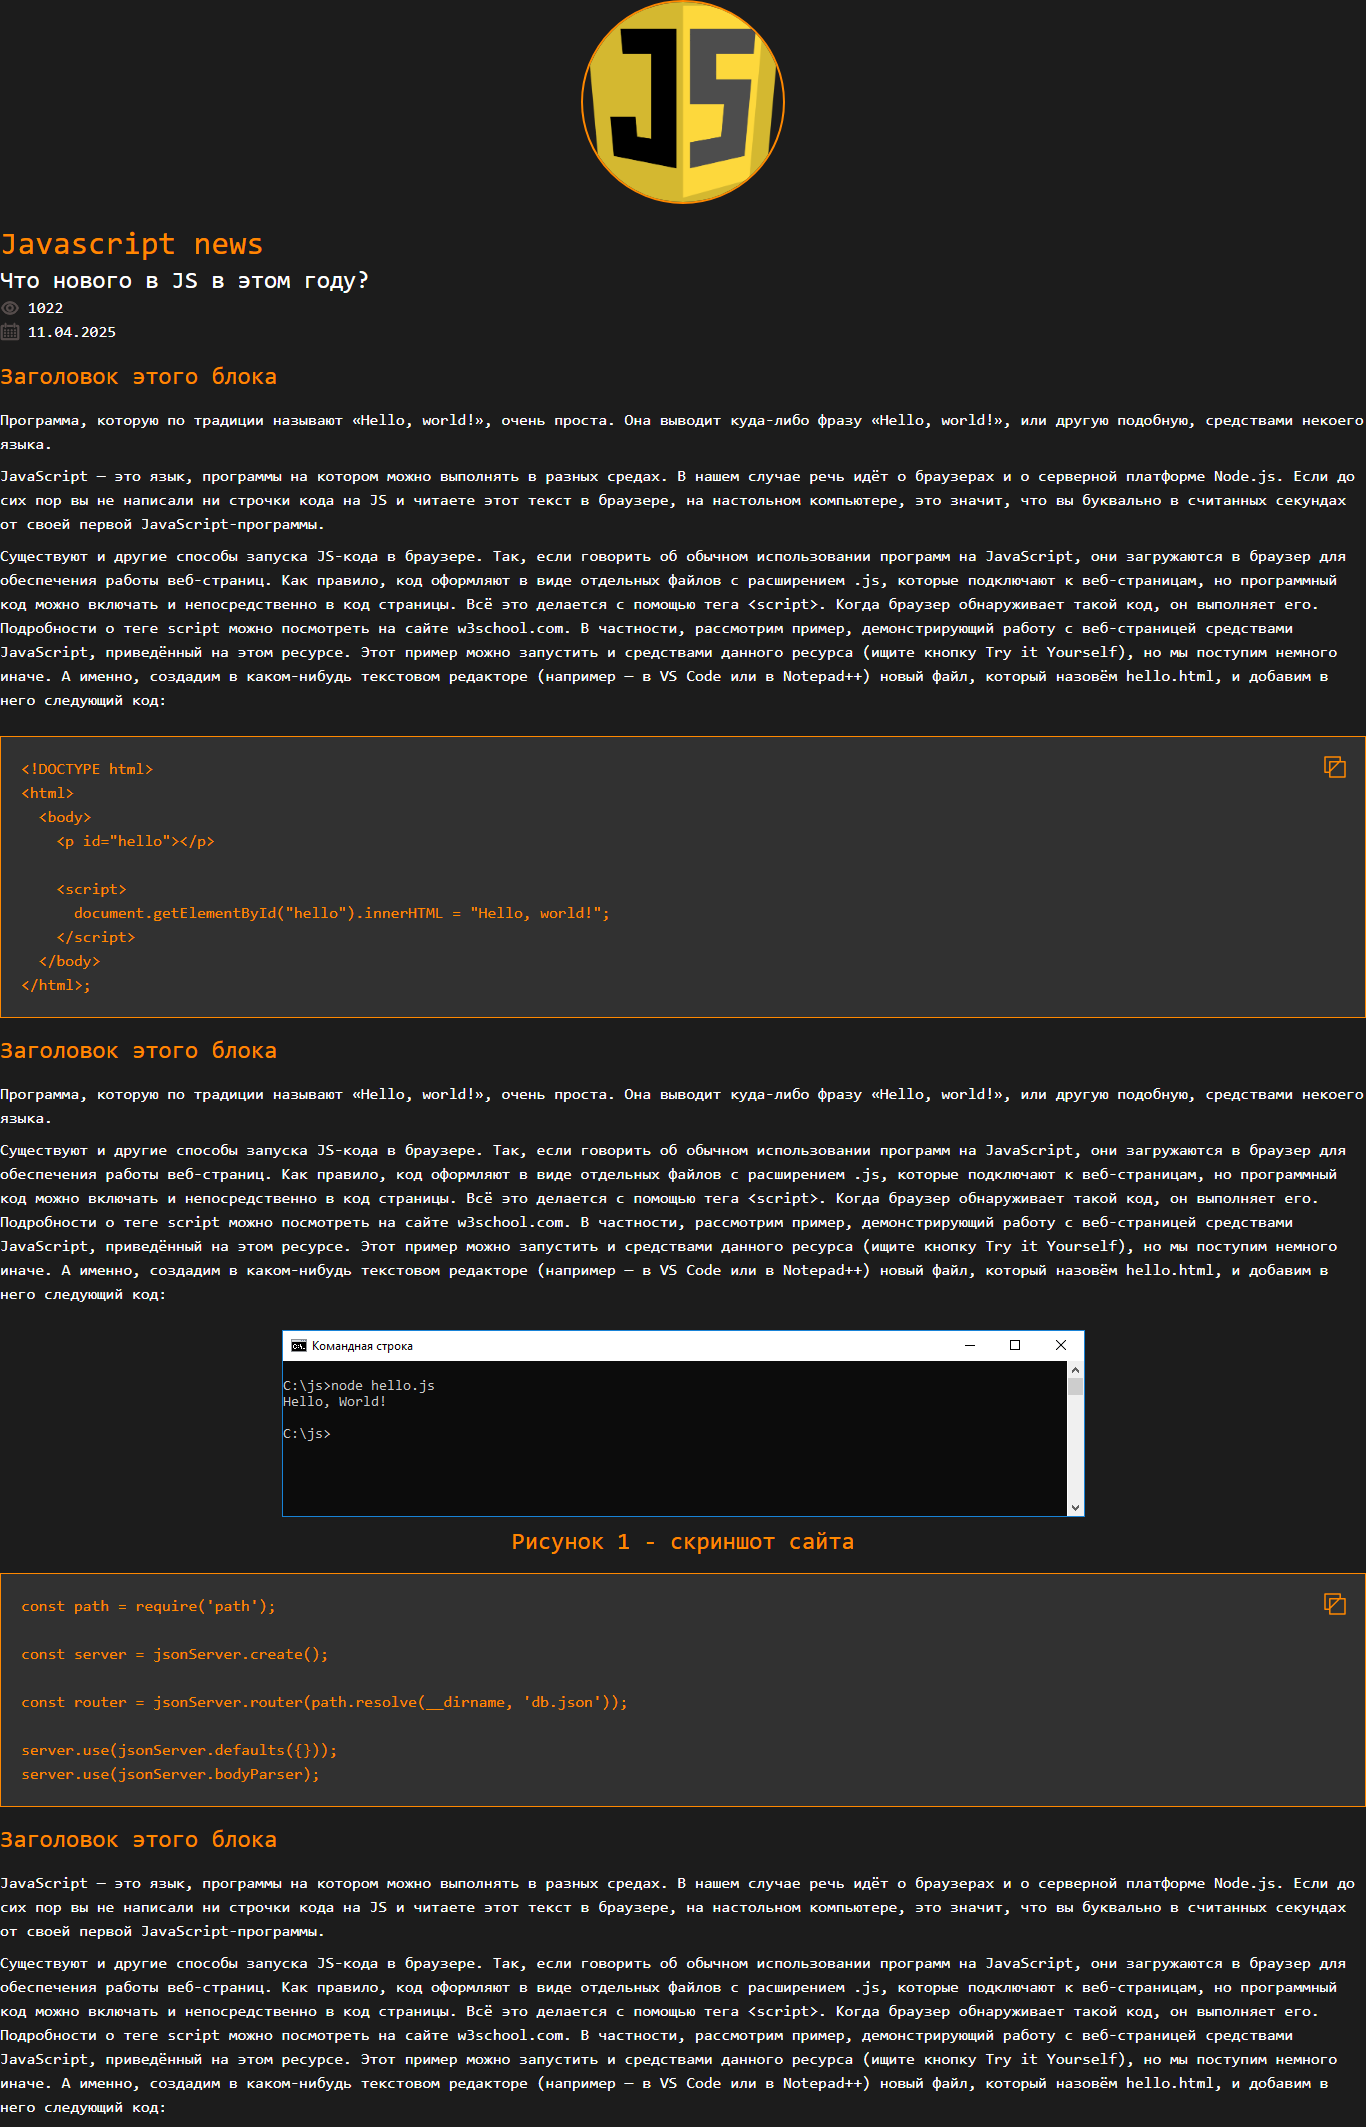 JS
Javascript news
Что нового в JS в этом году?
1022
11.04.2025
Заголовок этого блока
Программа, которую по традиции называют «Hello, world!», очень проста. Она выводит куда-либо фразу «Hello, world!», или другую подобную, средствами некоего
языка.
JavaScript — это язык, программы на котором можно выполнять в разных средах. В нашем случае речь идёт о браузерах и о серверной платформе Node.js. Если до
сих пор вы не написали ни строчки кода на JS и читаете этот текст в браузере, на настольном компьютере, это значит, что вы буквально в считанных секундах
от своей первой JavaScript-программы.
Существуют и другие способы запуска JS-кода в браузере. Так, если говорить об обычном использовании программ на JavaScript, они загружаются в браузер для
обеспечения работы веб-страниц. Как правило, код оформляют в виде отдельных файлов с расширением .js, которые подключают к веб-страницам, но программный
код можно включать и непосредственно в код страницы. Всё это делается с помощью тега <script>. Когда браузер обнаруживает такой код, он выполняет его.
Подробности о теге script можно посмотреть на сайте w3school.com. В частности, рассмотрим пример, демонстрирующий работу с веб-страницей средствами
JavaScript, приведённый на этом ресурсе. Этот пример можно запустить и средствами данного ресурса (ищите кнопку Try it Yourself), но мы поступим немного
иначе. А именно, создадим в каком-нибудь текстовом редакторе (например — в VS Code или в Notepad++) новый файл, который назовём hello.html, и добавим в
него следующий код:
<!DOCTYPE html>
<html>
  <body>
    <p id="hello"></p>
    <script>
      document.getElementById("hello").innerHTML = "Hello, world!";
    </script>
  </body>
</html>;
Заголовок этого блока
Программа, которую по традиции называют «Hello, world!», очень проста. Она выводит куда-либо фразу «Hello, world!», или другую подобную, средствами некоего
языка.
Существуют и другие способы запуска JS-кода в браузере. Так, если говорить об обычном использовании программ на JavaScript, они загружаются в браузер для
обеспечения работы веб-страниц. Как правило, код оформляют в виде отдельных файлов с расширением .js, которые подключают к веб-страницам, но программный
код можно включать и непосредственно в код страницы. Всё это делается с помощью тега <script>. Когда браузер обнаруживает такой код, он выполняет его.
Подробности о теге script можно посмотреть на сайте w3school.com. В частности, рассмотрим пример, демонстрирующий работу с веб-страницей средствами
JavaScript, приведённый на этом ресурсе. Этот пример можно запустить и средствами данного ресурса (ищите кнопку Try it Yourself), но мы поступим немного
иначе. А именно, создадим в каком-нибудь текстовом редакторе (например — в VS Code или в Notepad++) новый файл, который назовём hello.html, и добавим в
него следующий код:
Командная строка
C:\js>node hello.js
Hello, World!
C:\js>
Рисунок 1 - скриншот сайта
const path = require('path');
const server = jsonServer.create();
const router = jsonServer.router(path.resolve(__dirname, 'db.json'));
server.use(jsonServer.defaults({}));
server.use(jsonServer.bodyParser);
Заголовок этого блока
JavaScript — это язык, программы на котором можно выполнять в разных средах. В нашем случае речь идёт о браузерах и о серверной платформе Node.js. Если до
сих пор вы не написали ни строчки кода на JS и читаете этот текст в браузере, на настольном компьютере, это значит, что вы буквально в считанных секундах
от своей первой JavaScript-программы.
Существуют и другие способы запуска JS-кода в браузере. Так, если говорить об обычном использовании программ на JavaScript, они загружаются в браузер для
обеспечения работы веб-страниц. Как правило, код оформляют в виде отдельных файлов с расширением .js, которые подключают к веб-страницам, но программный
код можно включать и непосредственно в код страницы. Всё это делается с помощью тега <script>. Когда браузер обнаруживает такой код, он выполняет его.
Подробности о теге script можно посмотреть на сайте w3school.com. В частности, рассмотрим пример, демонстрирующий работу с веб-страницей средствами
JavaScript, приведённый на этом ресурсе. Этот пример можно запустить и средствами данного ресурса (ищите кнопку Try it Yourself), но мы поступим немного
иначе. А именно, создадим в каком-нибудь текстовом редакторе (например — в VS Code или в Notepad++) новый файл, который назовём hello.html, и добавим в
него следующий код: